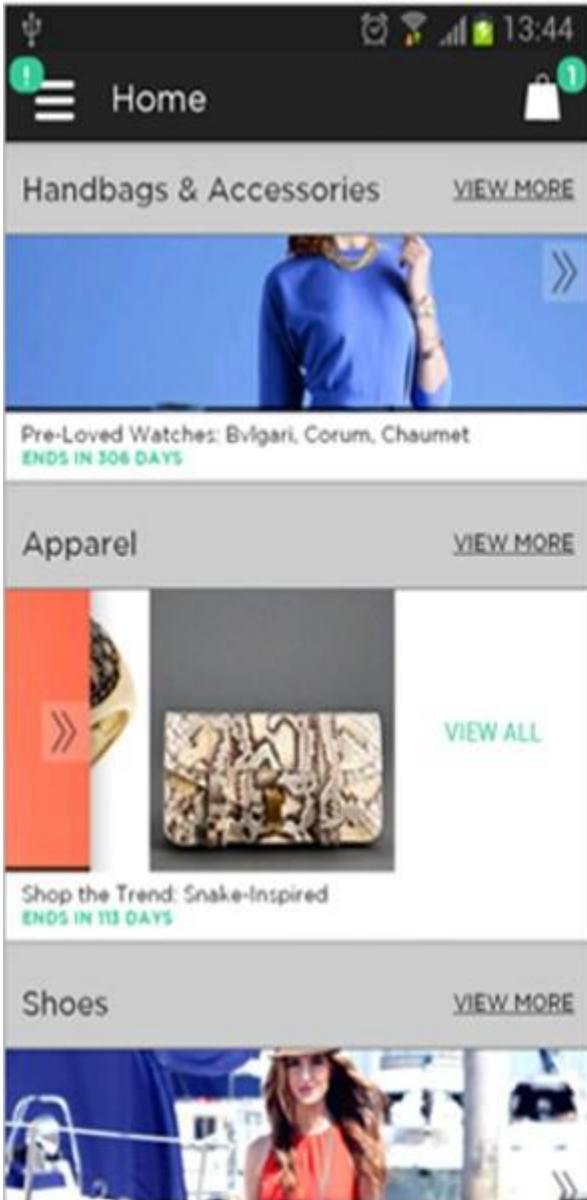 13:44
!
Home
1
Handbags & Accessories VIEW MORE
Pre-Loved Watches: Bvlgari, Corum, Chaumet
ENDS IN 306 DAYS
Apparel VIEW MORE
VIEW ALL
Shop the Trend: Snake-Inspired
ENDS IN 113 DAYS
Shoes VIEW MORE